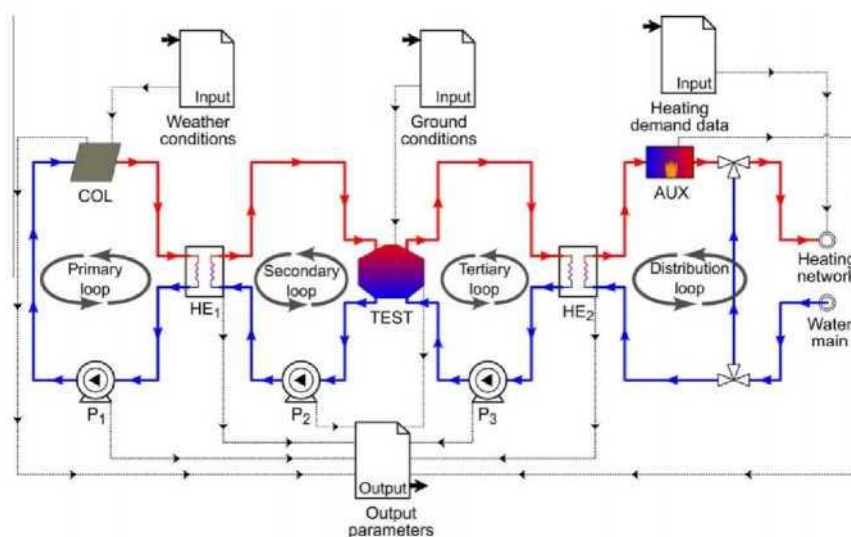 Input
Weather
conditions
Input
Ground
conditions
Input
Heating
demand data
COL
AUX
Primary
loop
HE1
Secondary
loop
TEST
Tertiary
loop
HE2
Distribution
loop
Heating
network
Water
main
P1
P2
P3
Output
Output
parameters